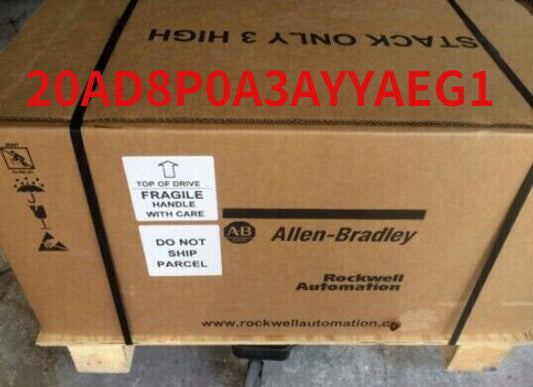 STACK ONLY 3 HIGH
20AD8P0A3AYYAEG1
TOP OF DRIVE
FRAGILE
HANDLE
WITH CARE
DO NOT
SHIP
PARCEL
AB
Allen-Bradley
Rockwell
Automation
www.rockwellautomation.co